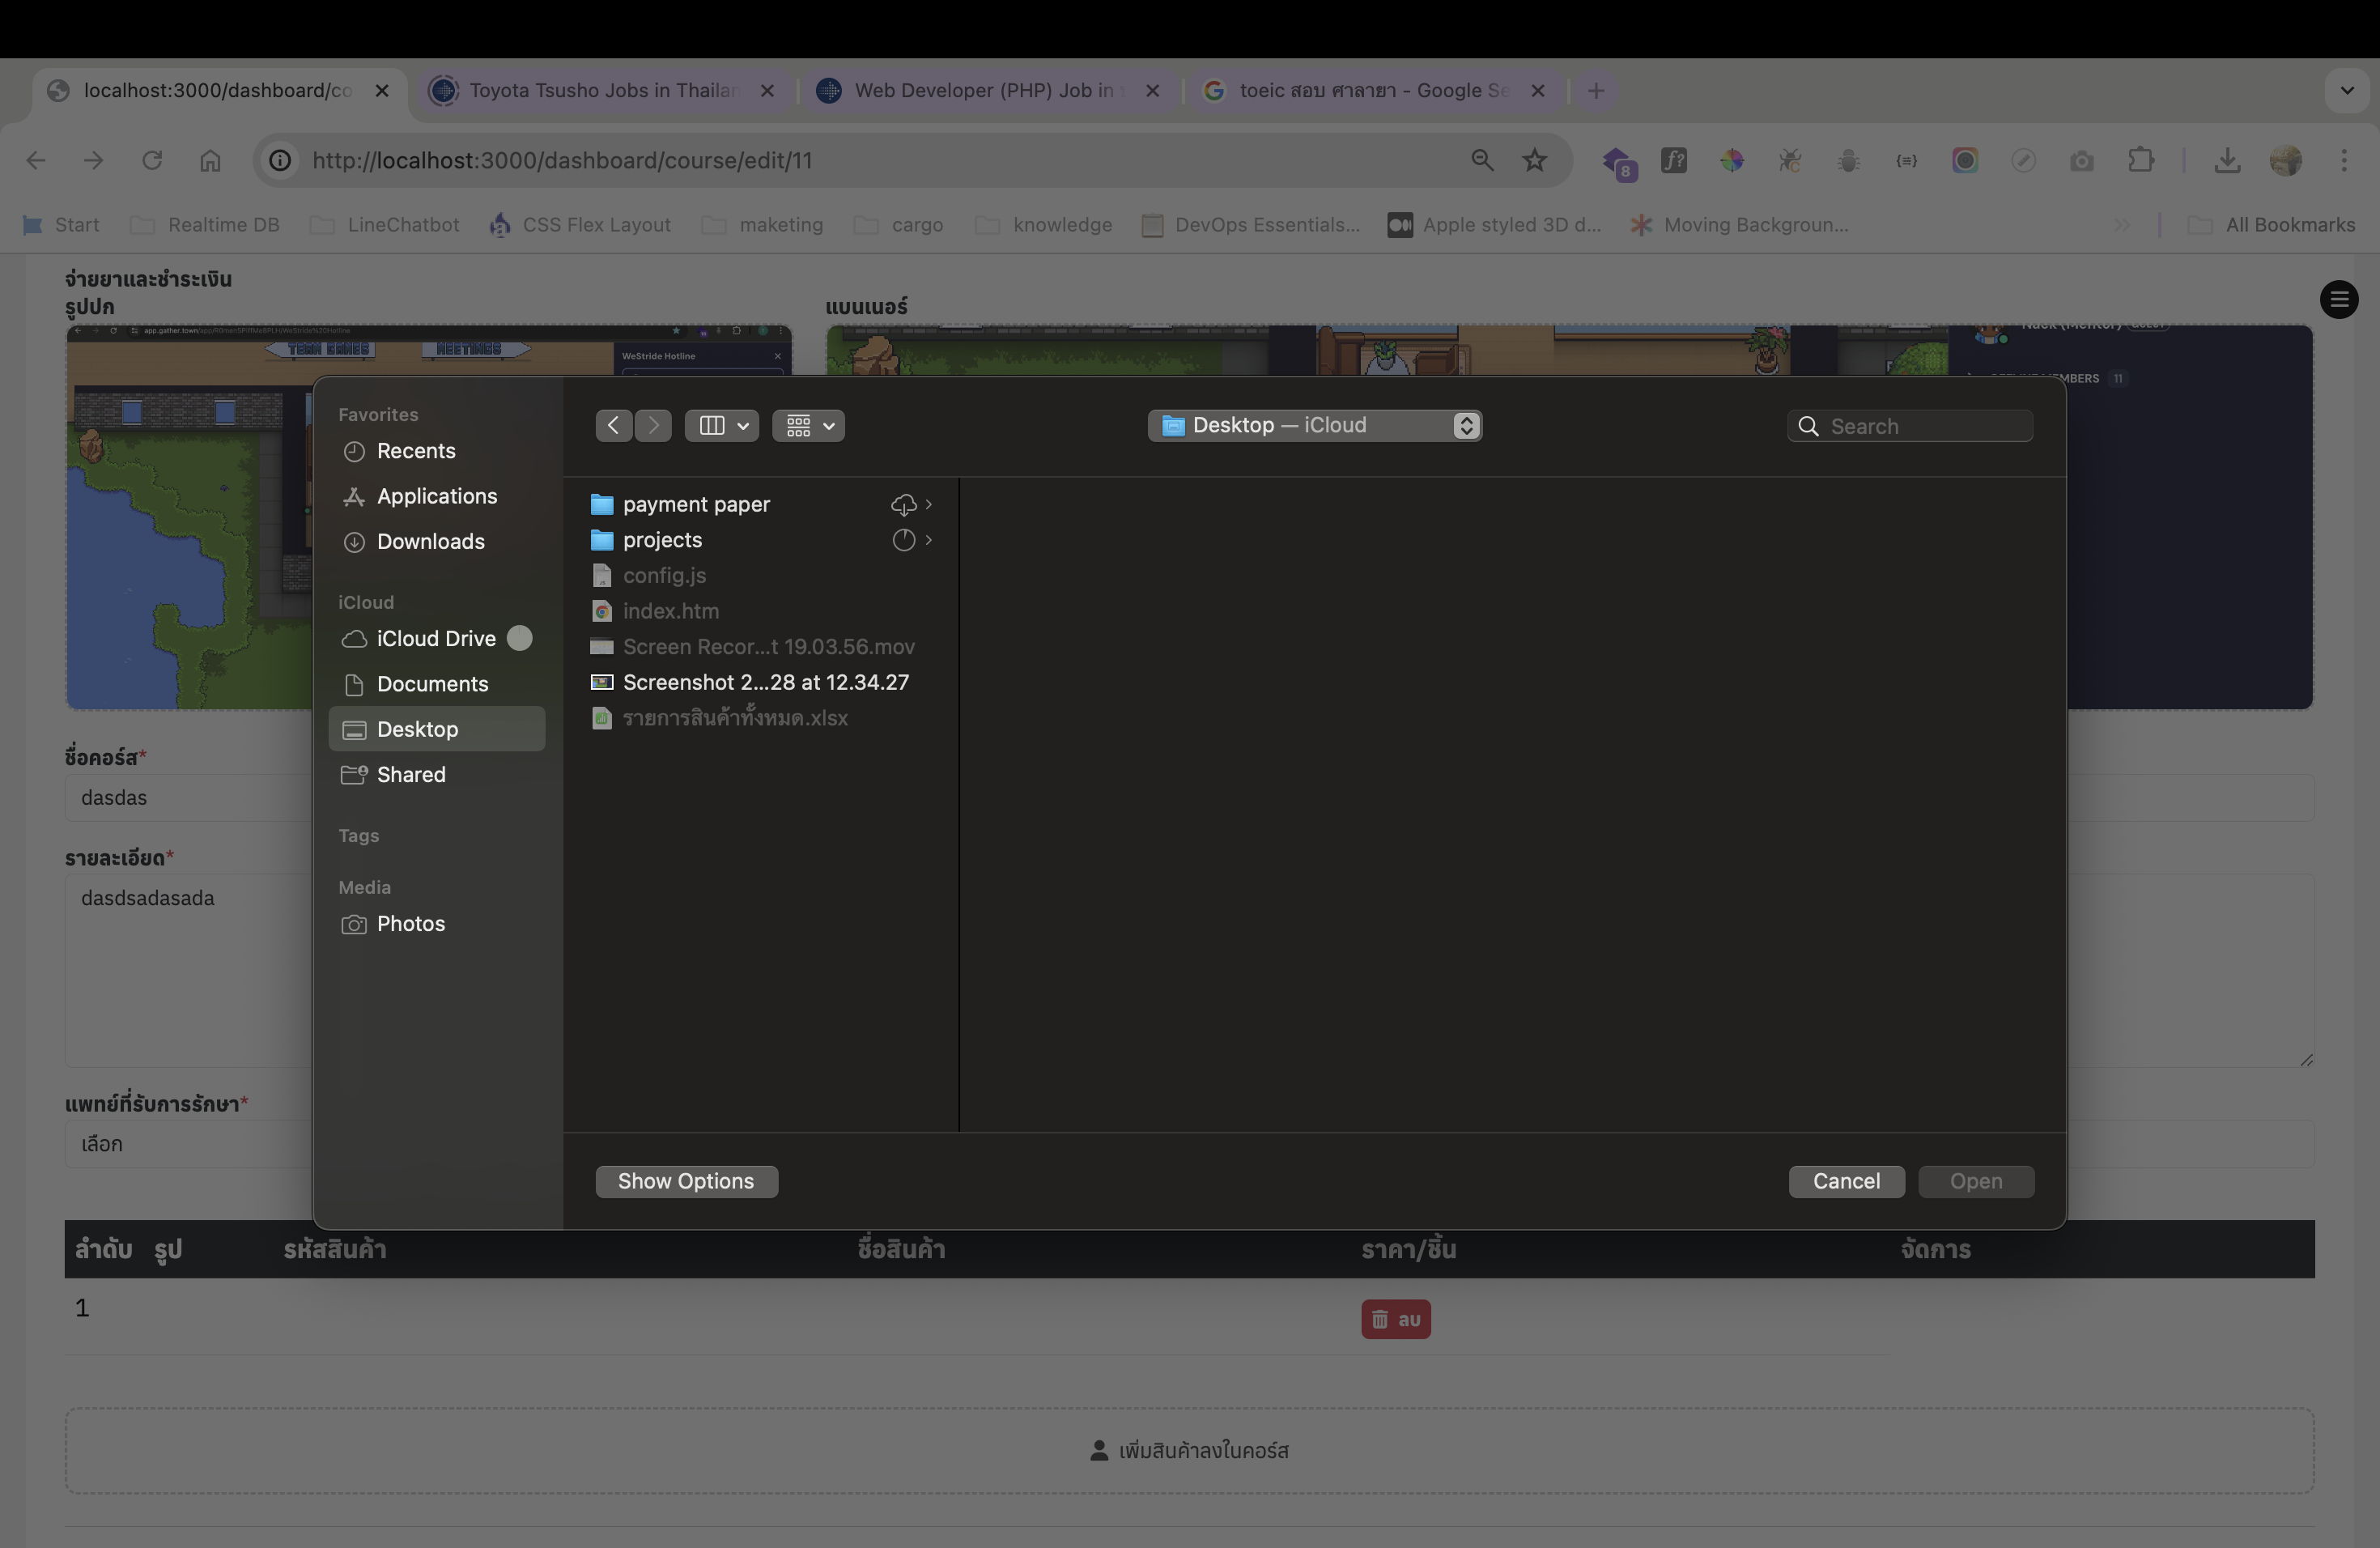 localhost:3000/dashboard/co
Toyota Tsusho Jobs in Thailan
Web Developer (PHP) Job in
toeic สอบ ศาลายา - Google Se
http://localhost:3000/dashboard/course/edit/11
8
Start
Realtime DB
LineChatbot
CSS Flex Layout
maketing
cargo
knowledge
DevOps Essentials...
Apple styled 3D d...
Moving Backgroun...
All Bookmarks
จ่ายยาและชำระเงิน
รูปปก
แบนเนอร์
TOWN GAMES
MEETINGS
WeStride Hotline
MEMBERS 11
Favorites
Recents
Applications
Downloads
iCloud
iCloud Drive
Documents
Desktop
Shared
Tags
Media
Photos
Desktop — iCloud
Search
payment paper
projects
config.js
index.htm
Screen Recor...t 19.03.56.mov
Screenshot 2...28 at 12.34.27
รายการสินค้าทั้งหมด.xlsx
Show Options
Cancel
Open
ชื่อคอร์ส*
dasdas
รายละเอียด*
dasdsadasada
แพทย์ที่รับการรักษา*
เลือก
ลำดับ รูป รหัสสินค้า ชื่อสินค้า ราคา/ชิ้น จัดการ
1
ลบ
เพิ่มสินค้าลงในคอร์ส